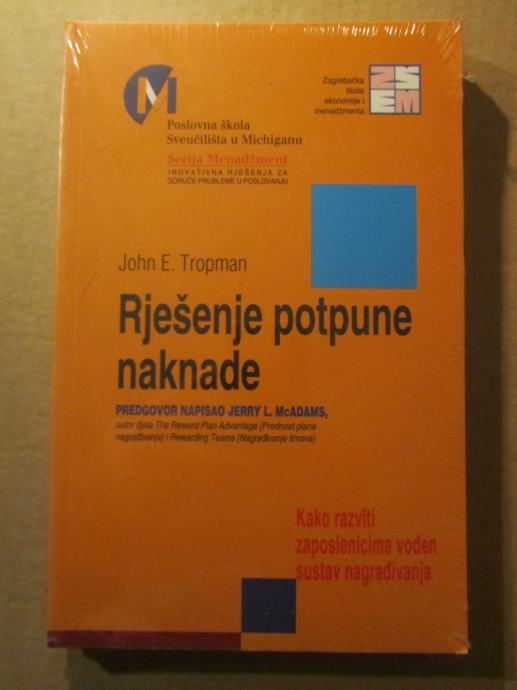 M
Poslovna škola
Sveučilišta u Michiganu
Serija Menadžment
INOVATIVNA RJEŠENJA ZA
GORUĆE PROBLEME U POSLOVANJU
Zagrebačka
škola
ekonomije i
menadžmenta
ZŠ
EM
John E. Tropman
Rješenje potpune
naknade
PREDGOVOR NAPISAO JERRY L. McADAMS,
autor djela The Reward Plan Advantage (Prednost plana
nagrađivanja) i Rewarding Teams (Nagrađivanje timova)
Kako razviti
zaposlenicima vođen
sustav nagrađivanja